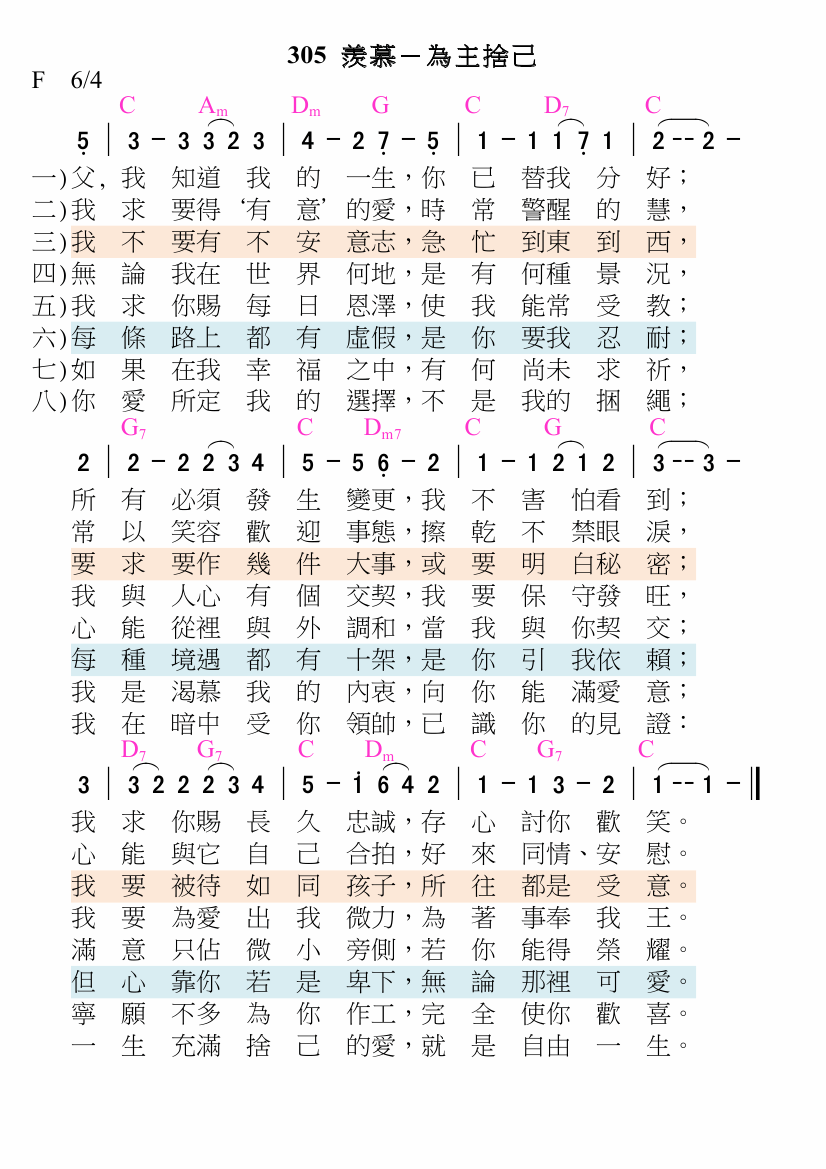 305 羨慕－為主捨己
F 6/4
C Am Dm G C D7 C
5 | 3 - 3 3 2 3 | 4 - 2 7 - 5 | 1 - 1 1 7 1 | 2 -- 2 -
一)父, 我 知道 我 的 一生，你 已 替我 分 好；
二)我 求 要得 ‘有 意’ 的愛，時 常 警醒 的 慧，
三)我 不 要有 不 安 意志，急 忙 到東 到 西，
四)無 論 我在 世 界 何地，是 有 何種 景 況，
五)我 求 你賜 每 日 恩澤，使 我 能常 受 教；
六)每 條 路上 都 有 虛假，是 你 要我 忍 耐；
七)如 果 在我 幸 福 之中，有 何 尚未 求 祈，
八)你 愛 所定 我 的 選擇，不 是 我的 捆 繩；
G7 C Dm7 C G C
2 | 2 - 2 2 3 4 | 5 - 5 6 - 2 | 1 - 1 2 1 2 | 3 -- 3 -
所 有 必須 發 生 變更，我 不 害 怕看 到；
常 以 笑容 歡 迎 事態，擦 乾 不 禁眼 淚，
要 求 要作 幾 件 大事，或 要 明 白秘 密；
我 與 人心 有 個 交契，我 要 保 守發 旺，
心 能 從裡 與 外 調和，當 我 與 你契 交；
每 種 境遇 都 有 十架，是 你 引 我依 賴；
我 是 渴慕 我 的 內衷，向 你 能 滿愛 意；
我 在 暗中 受 你 領帥，已 識 你 的見 證：
D7 G7 C Dm C G7 C
3 | 3 2 2 2 3 4 | 5 - 1 6 4 2 | 1 - 1 3 - 2 | 1 -- 1 -
我 求 你賜 長 久 忠誠，存 心 討你 歡 笑。
心 能 與它 自 己 合拍，好 來 同情、安 慰。
我 要 被待 如 同 孩子，所 往 都是 受 意。
我 要 為愛 出 我 微力，為 著 事奉 我 王。
滿 意 只佔 微 小 旁側，若 你 能得 榮 耀。
但 心 靠你 若 是 卑下，無 論 那裡 可 愛。
寧 願 不多 為 你 作工，完 全 使你 歡 喜。
一 生 充滿 捨 己 的愛，就 是 自由 一 生。